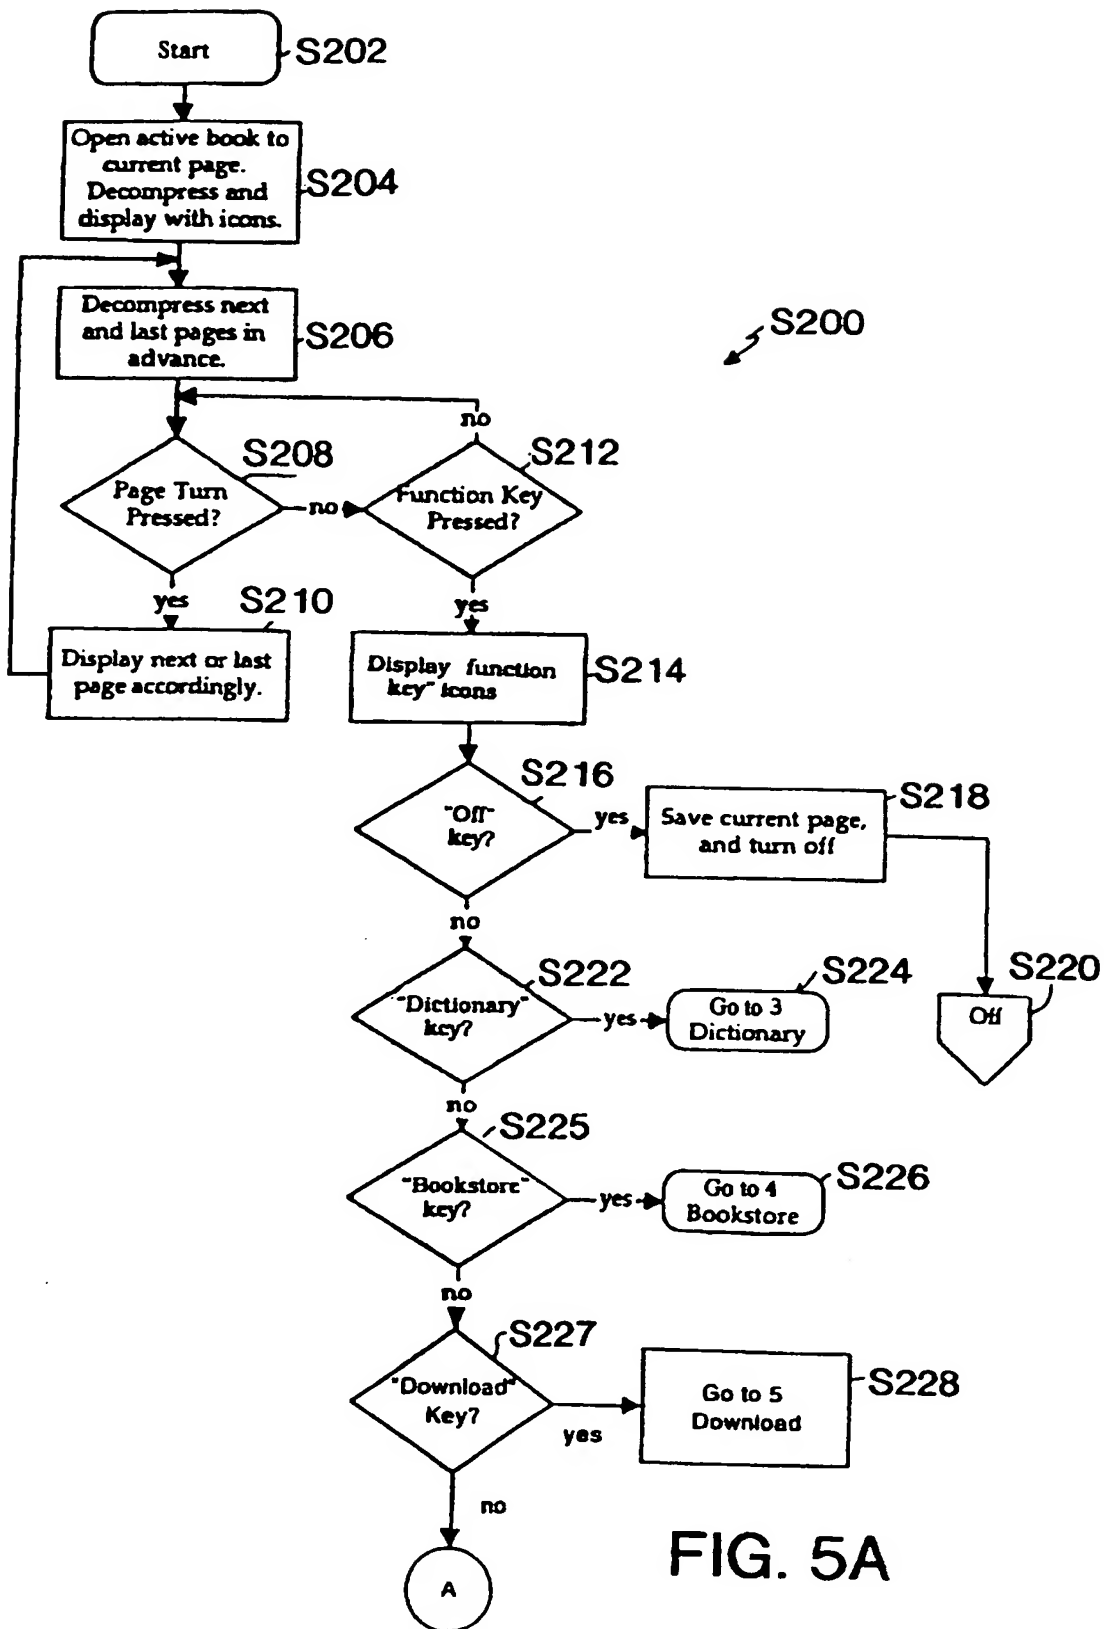 Start
S202
Open active book to
current page.
Decompress and
display with icons.
S204
Decompress next
and last pages in
advance.
S206
S200
no
S208
S212
Page Turn
Pressed?
no
Function Key
Pressed?
yes
S210
yes
Display next or last
page accordingly.
Display function
key" icons
S214
S216
"Off"
key?
yes
Save current page,
and turn off
S218
no
S222
"Dictionary"
key?
yes
Go to 3
Dictionary
S224
S220
Off
no
S225
"Bookstore"
key?
yes
Go to 4
Bookstore
S226
no
S227
"Download"
Key?
yes
Go to 5
Download
S228
no
A
FIG. 5A